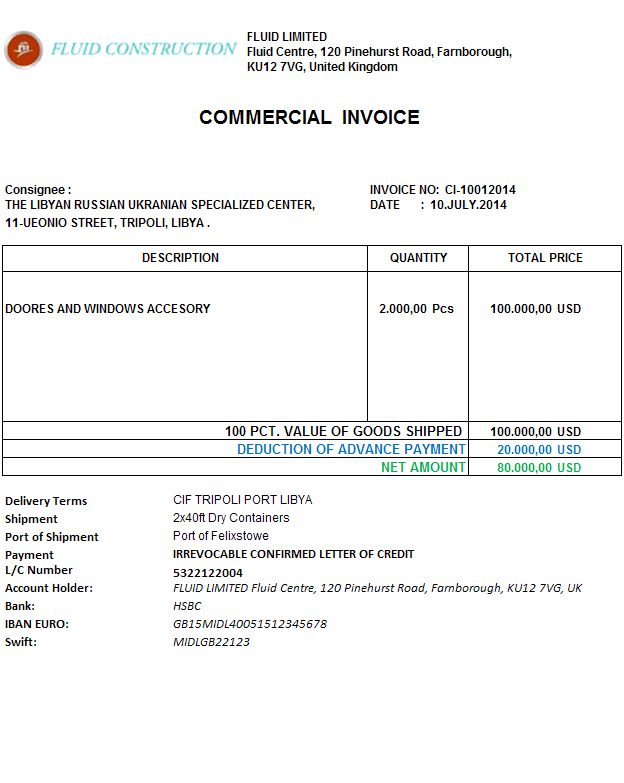 FLUID CONSTRUCTION
FLUID LIMITED
Fluid Centre, 120 Pinehurst Road, Farnborough,
KU12 7VG, United Kingdom
COMMERCIAL INVOICE
Consignee :
THE LIBYAN RUSSIAN UKRANIAN SPECIALIZED CENTER,
11-UEONIO STREET, TRIPOLI, LIBYA .
INVOICE NO: CI-10012014
DATE : 10.JULY.2014
DESCRIPTION QUANTITY TOTAL PRICE
DOORES AND WINDOWS ACCESORY 2.000,00 Pcs 100.000,00 USD
100 PCT. VALUE OF GOODS SHIPPED 100.000,00 USD
DEDUCTION OF ADVANCE PAYMENT 20.000,00 USD
NET AMOUNT 80.000,00 USD
Delivery Terms CIF TRIPOLI PORT LIBYA
Shipment 2x40ft Dry Containers
Port of Shipment Port of Felixstowe
Payment IRREVOCABLE CONFIRMED LETTER OF CREDIT
L/C Number 5322122004
Account Holder: FLUID LIMITED Fluid Centre, 120 Pinehurst Road, Farnborough, KU12 7VG, UK
Bank: HSBC
IBAN EURO: GB15MIDL40051512345678
Swift: MIDLGB22123